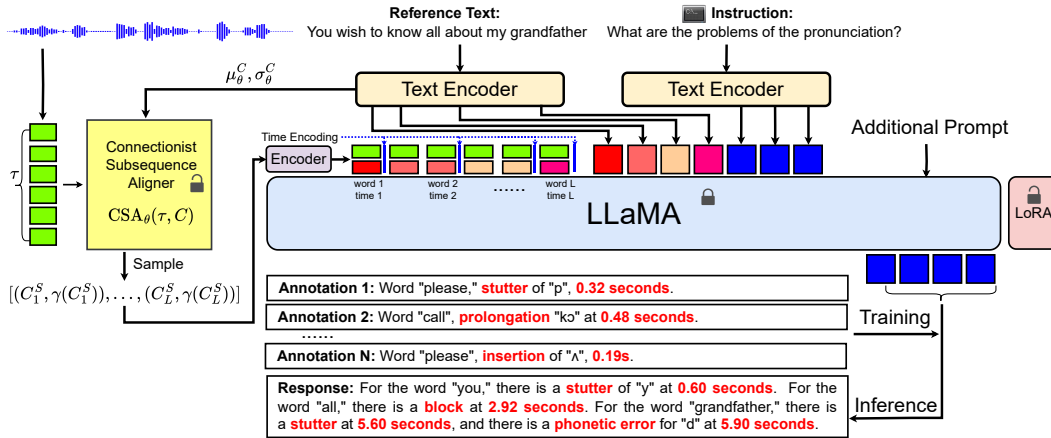 Reference Text:
You wish to know all about my grandfather
Instruction:
What are the problems of the pronunciation?
μ_θ^C, σ_θ^C
Text Encoder
Text Encoder
Additional Prompt
Time Encoding
Encoder
τ
Connectionist
Subsequence
Aligner
CSA_θ(τ, C)
word 1
time 1
word 2
time 2
......
word L
time L
LLaMA
LoRA
Sample
[(C_1^S, γ(C_1^S)), . . . , (C_L^S, γ(C_L^S))]
Annotation 1: Word "please," stutter of "p", 0.32 seconds.
Annotation 2: Word "call", prolongation "kɔ" at 0.48 seconds.
......
Annotation N: Word "please", insertion of "ʌ", 0.19s.
Training
Response: For the word "you," there is a stutter of "y" at 0.60 seconds. For the
word "all," there is a block at 2.92 seconds. For the word "grandfather," there is
a stutter at 5.60 seconds, and there is a phonetic error for "d" at 5.90 seconds.
Inference